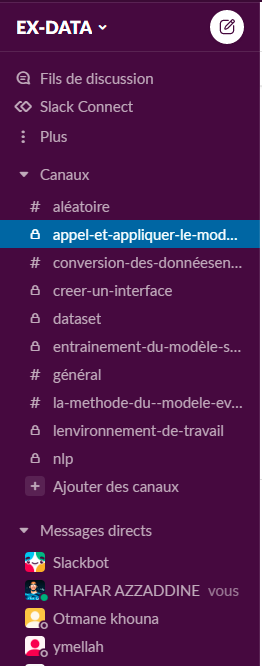 EX-DATA
Fils de discussion
Slack Connect
Plus
Canaux
# aléatoire
appel-et-appliquer-le-mod...
# conversion-des-donnéesen...
creer-un-interface
dataset
entrainement-du-modèle-s...
# général
# la-methode-du--modele-ev...
lenvironnement-de-travail
nlp
+ Ajouter des canaux
Messages directs
Slackbot
RHAFAR AZZADDINE vous
Otmane khouna
ymellah